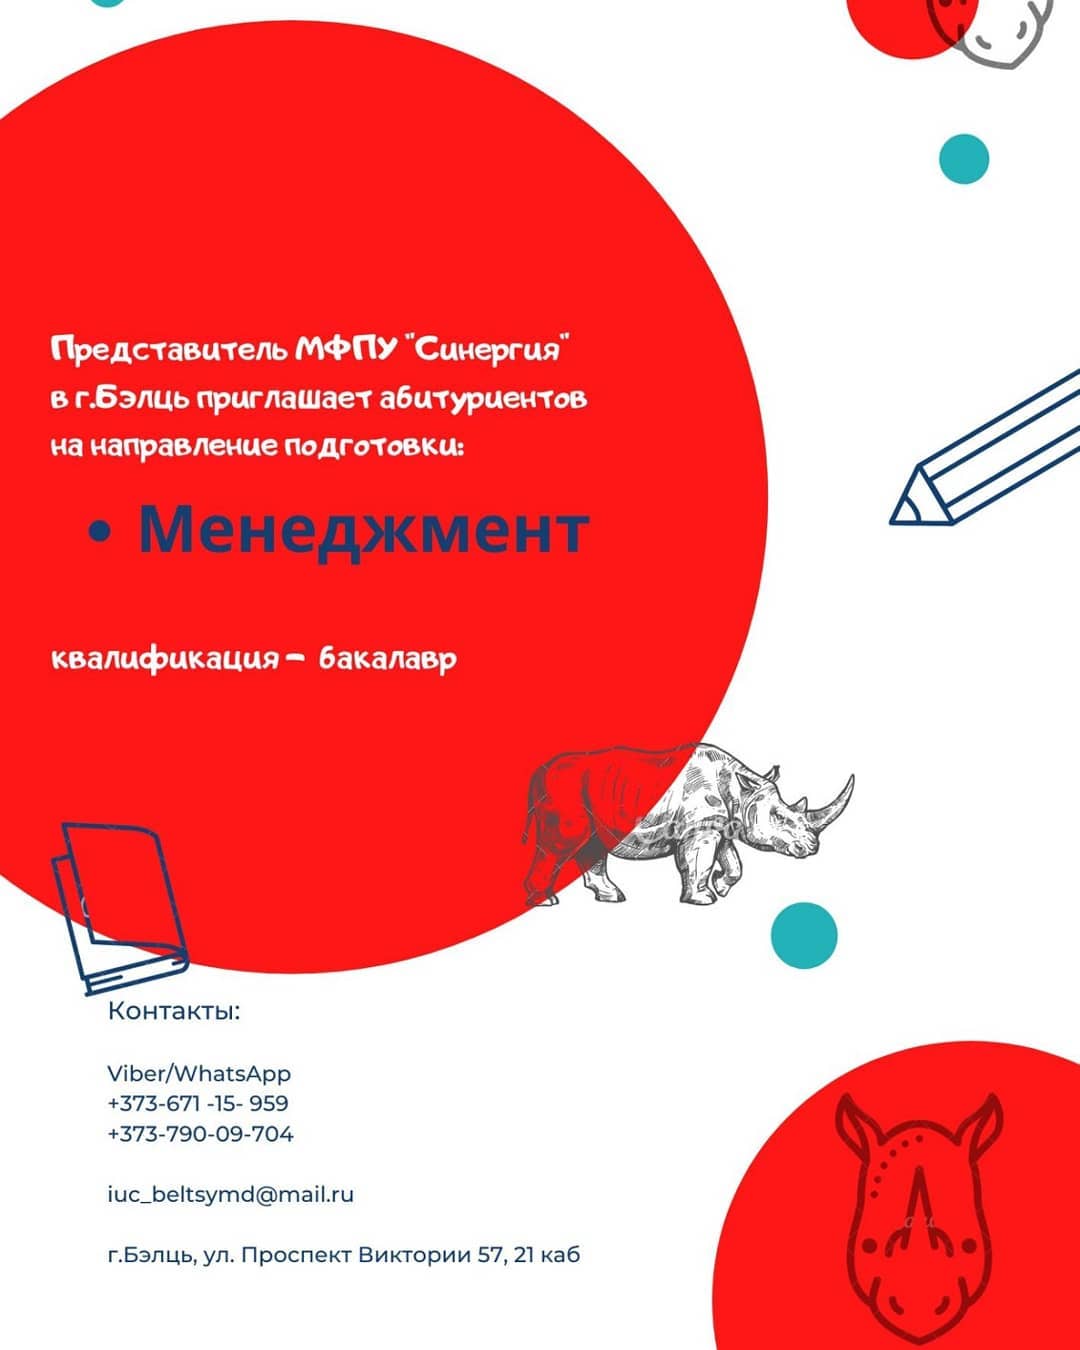 Представитель МФПУ "Синергия"
в г.Бэлць приглашает абитуриентов
на направление подготовки:
• Менеджмент
квалификация - бакалавр
Контакты:
Viber/WhatsApp
+373-671 -15- 959
+373-790-09-704
iuc_beltsymd@mail.ru
г.Бэлць, ул. Проспект Виктории 57, 21 каб